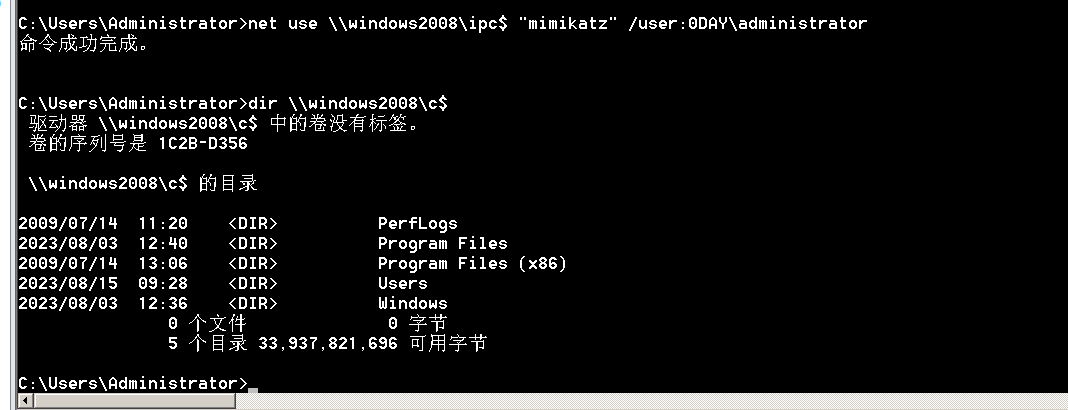 C:\Users\Administrator>net use \\windows2008\ipc$ "mimikatz" /user:0DAY\administrator
命令成功完成。
C:\Users\Administrator>dir \\windows2008\c$
驱动器 \\windows2008\c$ 中的卷没有标签。
卷的序列号是 1C2B-D356
\\windows2008\c$ 的目录
2009/07/14  11:20    <DIR>          PerfLogs
2023/08/03  12:40    <DIR>          Program Files
2009/07/14  13:06    <DIR>          Program Files (x86)
2023/08/15  09:28    <DIR>          Users
2023/08/03  12:36    <DIR>          Windows
0 个文件              0 字节
5 个目录 33,937,821,696 可用字节
C:\Users\Administrator>_